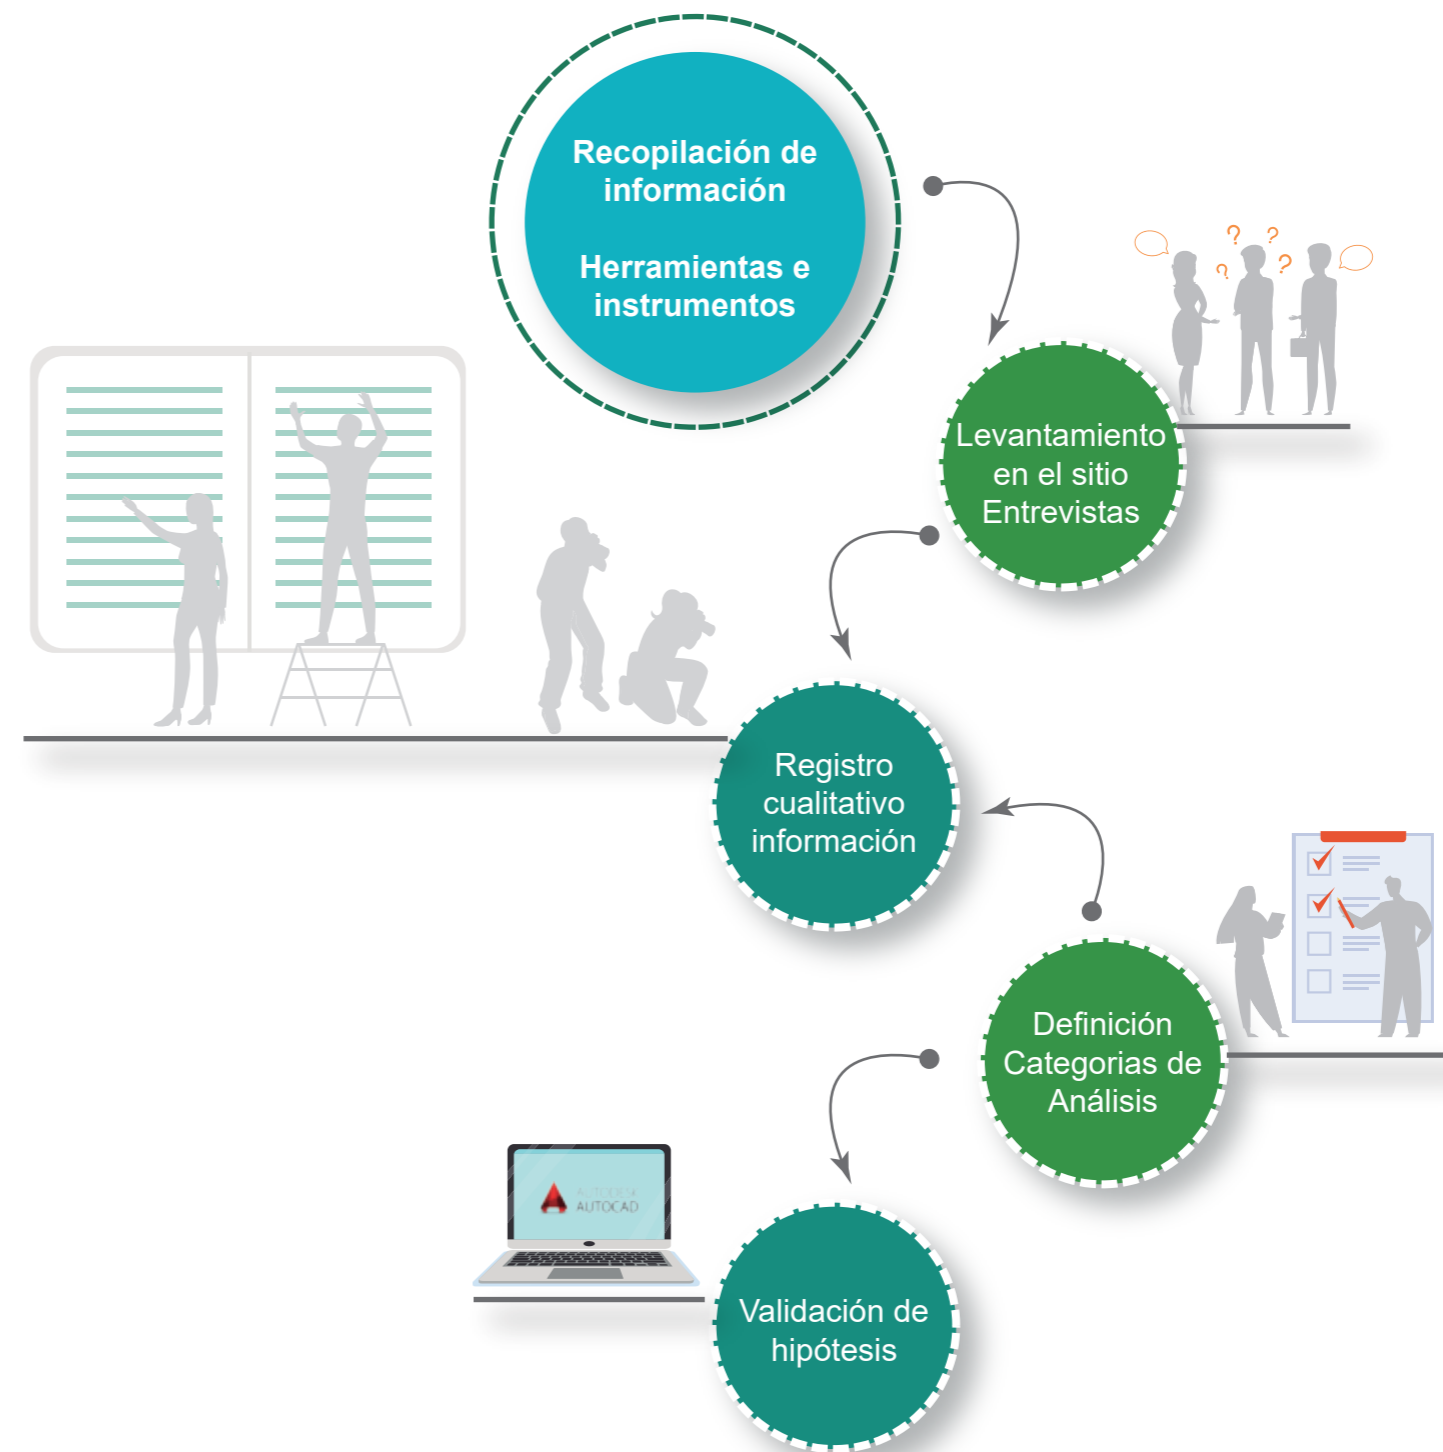 Recopilación de
información
Herramientas e
instrumentos
? ? ? ?
Levantamiento
en el sitio
Entrevistas
Registro
cualitativo
información
Definición
Categorias de
Análisis
AUTODESK
AUTOCAD
Validación de
hipótesis